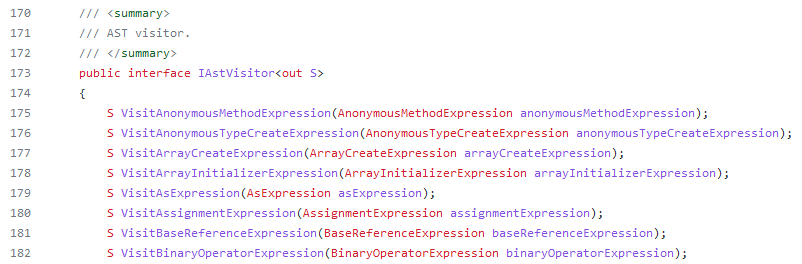 170 /// <summary>
171 /// AST visitor.
172 /// </summary>
173 public interface IAstVisitor<out S>
174 {
175 S VisitAnonymousMethodExpression(AnonymousMethodExpression anonymousMethodExpression);
176 S VisitAnonymousTypeCreateExpression(AnonymousTypeCreateExpression anonymousTypeCreateExpression);
177 S VisitArrayCreateExpression(ArrayCreateExpression arrayCreateExpression);
178 S VisitArrayInitializerExpression(ArrayInitializerExpression arrayInitializerExpression);
179 S VisitAsExpression(AsExpression asExpression);
180 S VisitAssignmentExpression(AssignmentExpression assignmentExpression);
181 S VisitBaseReferenceExpression(BaseReferenceExpression baseReferenceExpression);
182 S VisitBinaryOperatorExpression(BinaryOperatorExpression binaryOperatorExpression);